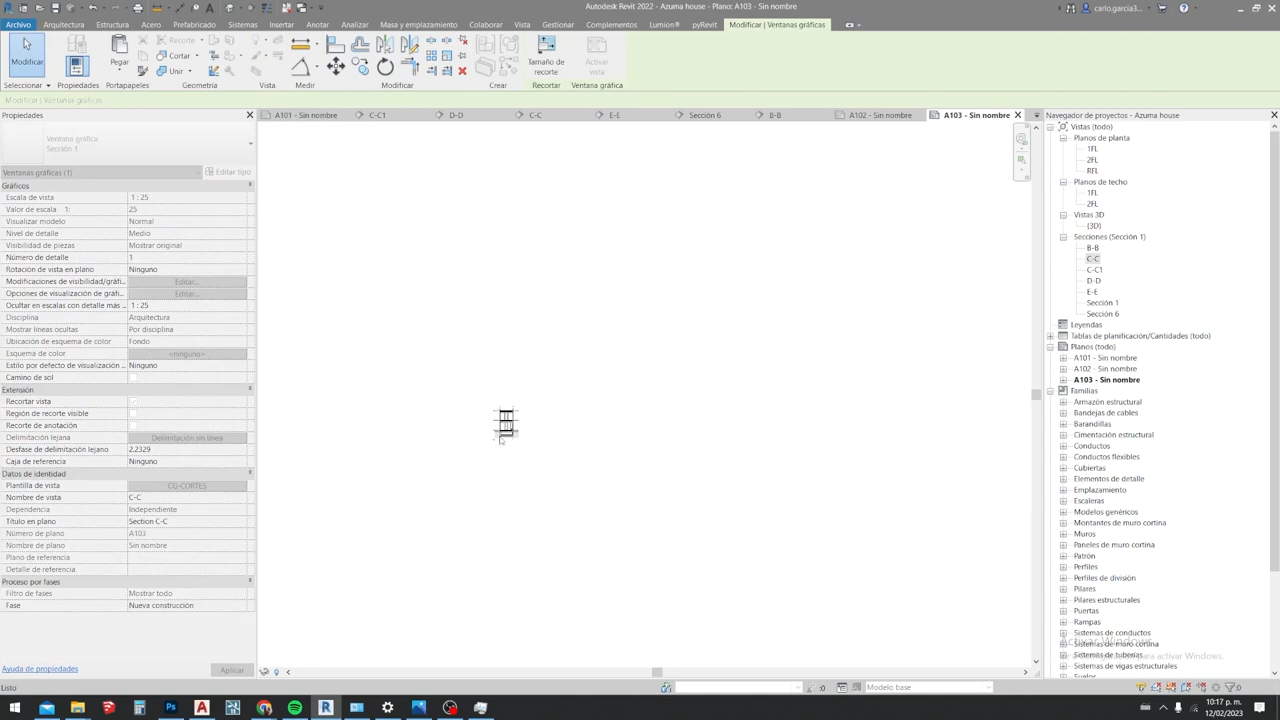 Autodesk Revit 2022 - Azuma house - Plano: A103 - Sin nombre
carlo.garcia3...
Archivo Arquitectura Estructura Acero Prefabricado Sistemas Insertar Anotar Analizar Masa y emplazamiento Colaborar Vista Gestionar Complementos Lumion® pyRevit Modificar | Ventanas gráficas
Recorte
Cortar
Unir
Modificar
Pegar
Tamaño de recorte
Activar vista
Seleccionar Propiedades Portapapeles Geometría Vista Medir Modificar Crear Recortar Ventana gráfica
Modificar | Ventanas gráficas
Propiedades
A101 - Sin nombre C-C1 D-D C-C E-E Sección 6 B-B A102 - Sin nombre A103 - Sin nombre
Navegador de proyectos - Azuma house
Ventana gráfica
Sección 1
Ventanas gráficas (1) Editar tipo
Gráficos
Escala de vista 1 : 25
Valor de escala 1: 25
Visualizar modelo Normal
Nivel de detalle Medio
Visibilidad de piezas Mostrar original
Número de detalle 1
Rotación de vista en plano Ninguno
Modificaciones de visibilidad/gráfi... Editar...
Opciones de visualización de gráfi... Editar...
Ocultar en escalas con detalle más ... 1 : 25
Disciplina Arquitectura
Mostrar líneas ocultas Por disciplina
Ubicación de esquema de color Fondo
Esquema de color <ninguno>
Estilo por defecto de visualización ... Ninguno
Camino de sol
Extensión
Recortar vista
Región de recorte visible
Recorte de anotación
Delimitación lejana Delimitación sin línea
Desfase de delimitación lejano 2,2329
Caja de referencia Ninguno
Datos de identidad
Plantilla de vista CG-CORTES
Nombre de vista C-C
Dependencia Independiente
Título en plano Section C-C
Número de plano A103
Nombre de plano Sin nombre
Plano de referencia
Detalle de referencia
Proceso por fases
Filtro de fases Mostrar todo
Fase Nueva construcción
Ayuda de propiedades Aplicar
Vistas (todo)
Planos de planta
1FL
2FL
RFL
Planos de techo
1FL
2FL
Vistas 3D
{3D}
Secciones (Sección 1)
B-B
C-C
C-C1
D-D
E-E
Sección 1
Sección 6
Leyendas
Tablas de planificación/Cantidades (todo)
Planos (todo)
A101 - Sin nombre
A102 - Sin nombre
A103 - Sin nombre
Familias
Armazón estructural
Bandejas de cables
Barandillas
Cimentación estructural
Conductos
Conductos flexibles
Cubiertas
Elementos de detalle
Emplazamiento
Escaleras
Modelos genéricos
Montantes de muro cortina
Muros
Paneles de muro cortina
Patrón
Perfiles
Perfiles de división
Pilares
Pilares estructurales
Puertas
Rampas
Sistemas de conductos
Sistemas de muro cortina
Sistemas de tuberías
Sistemas de vigas estructurales
Suelos
Activar Windows
para activar Windows.
Listo
:0
Modelo base
:0
10:17 p. m.
12/02/2023